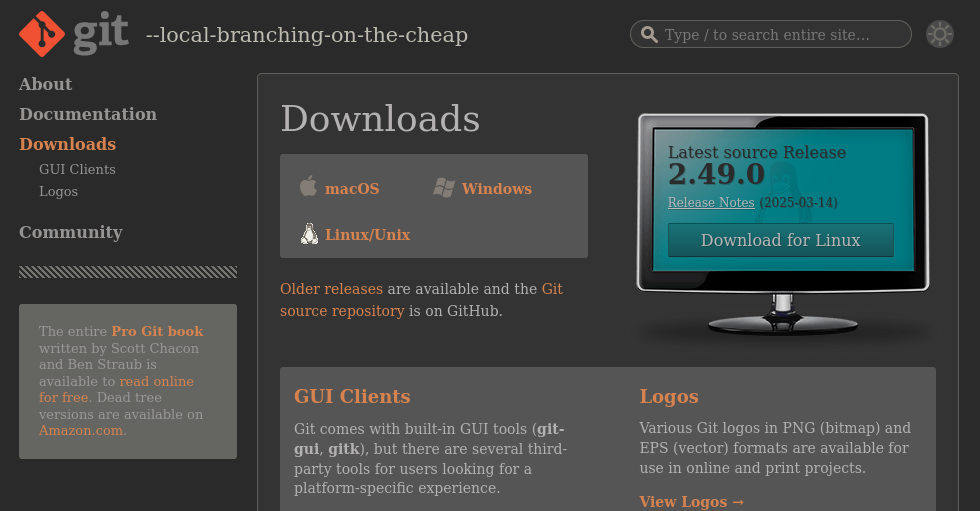 git --local-branching-on-the-cheap
Type / to search entire site...
About
Documentation
Downloads
GUI Clients
Logos
Community
The entire Pro Git book
written by Scott Chacon
and Ben Straub is
available to read online
for free. Dead tree
versions are available on
Amazon.com.
Downloads
macOS
Windows
Linux/Unix
Older releases are available and the Git
source repository is on GitHub.
Latest source Release
2.49.0
Release Notes (2025-03-14)
Download for Linux
GUI Clients
Git comes with built-in GUI tools (git-
gui, gitk), but there are several third-
party tools for users looking for a
platform-specific experience.
Logos
Various Git logos in PNG (bitmap) and
EPS (vector) formats are available for
use in online and print projects.
View Logos →